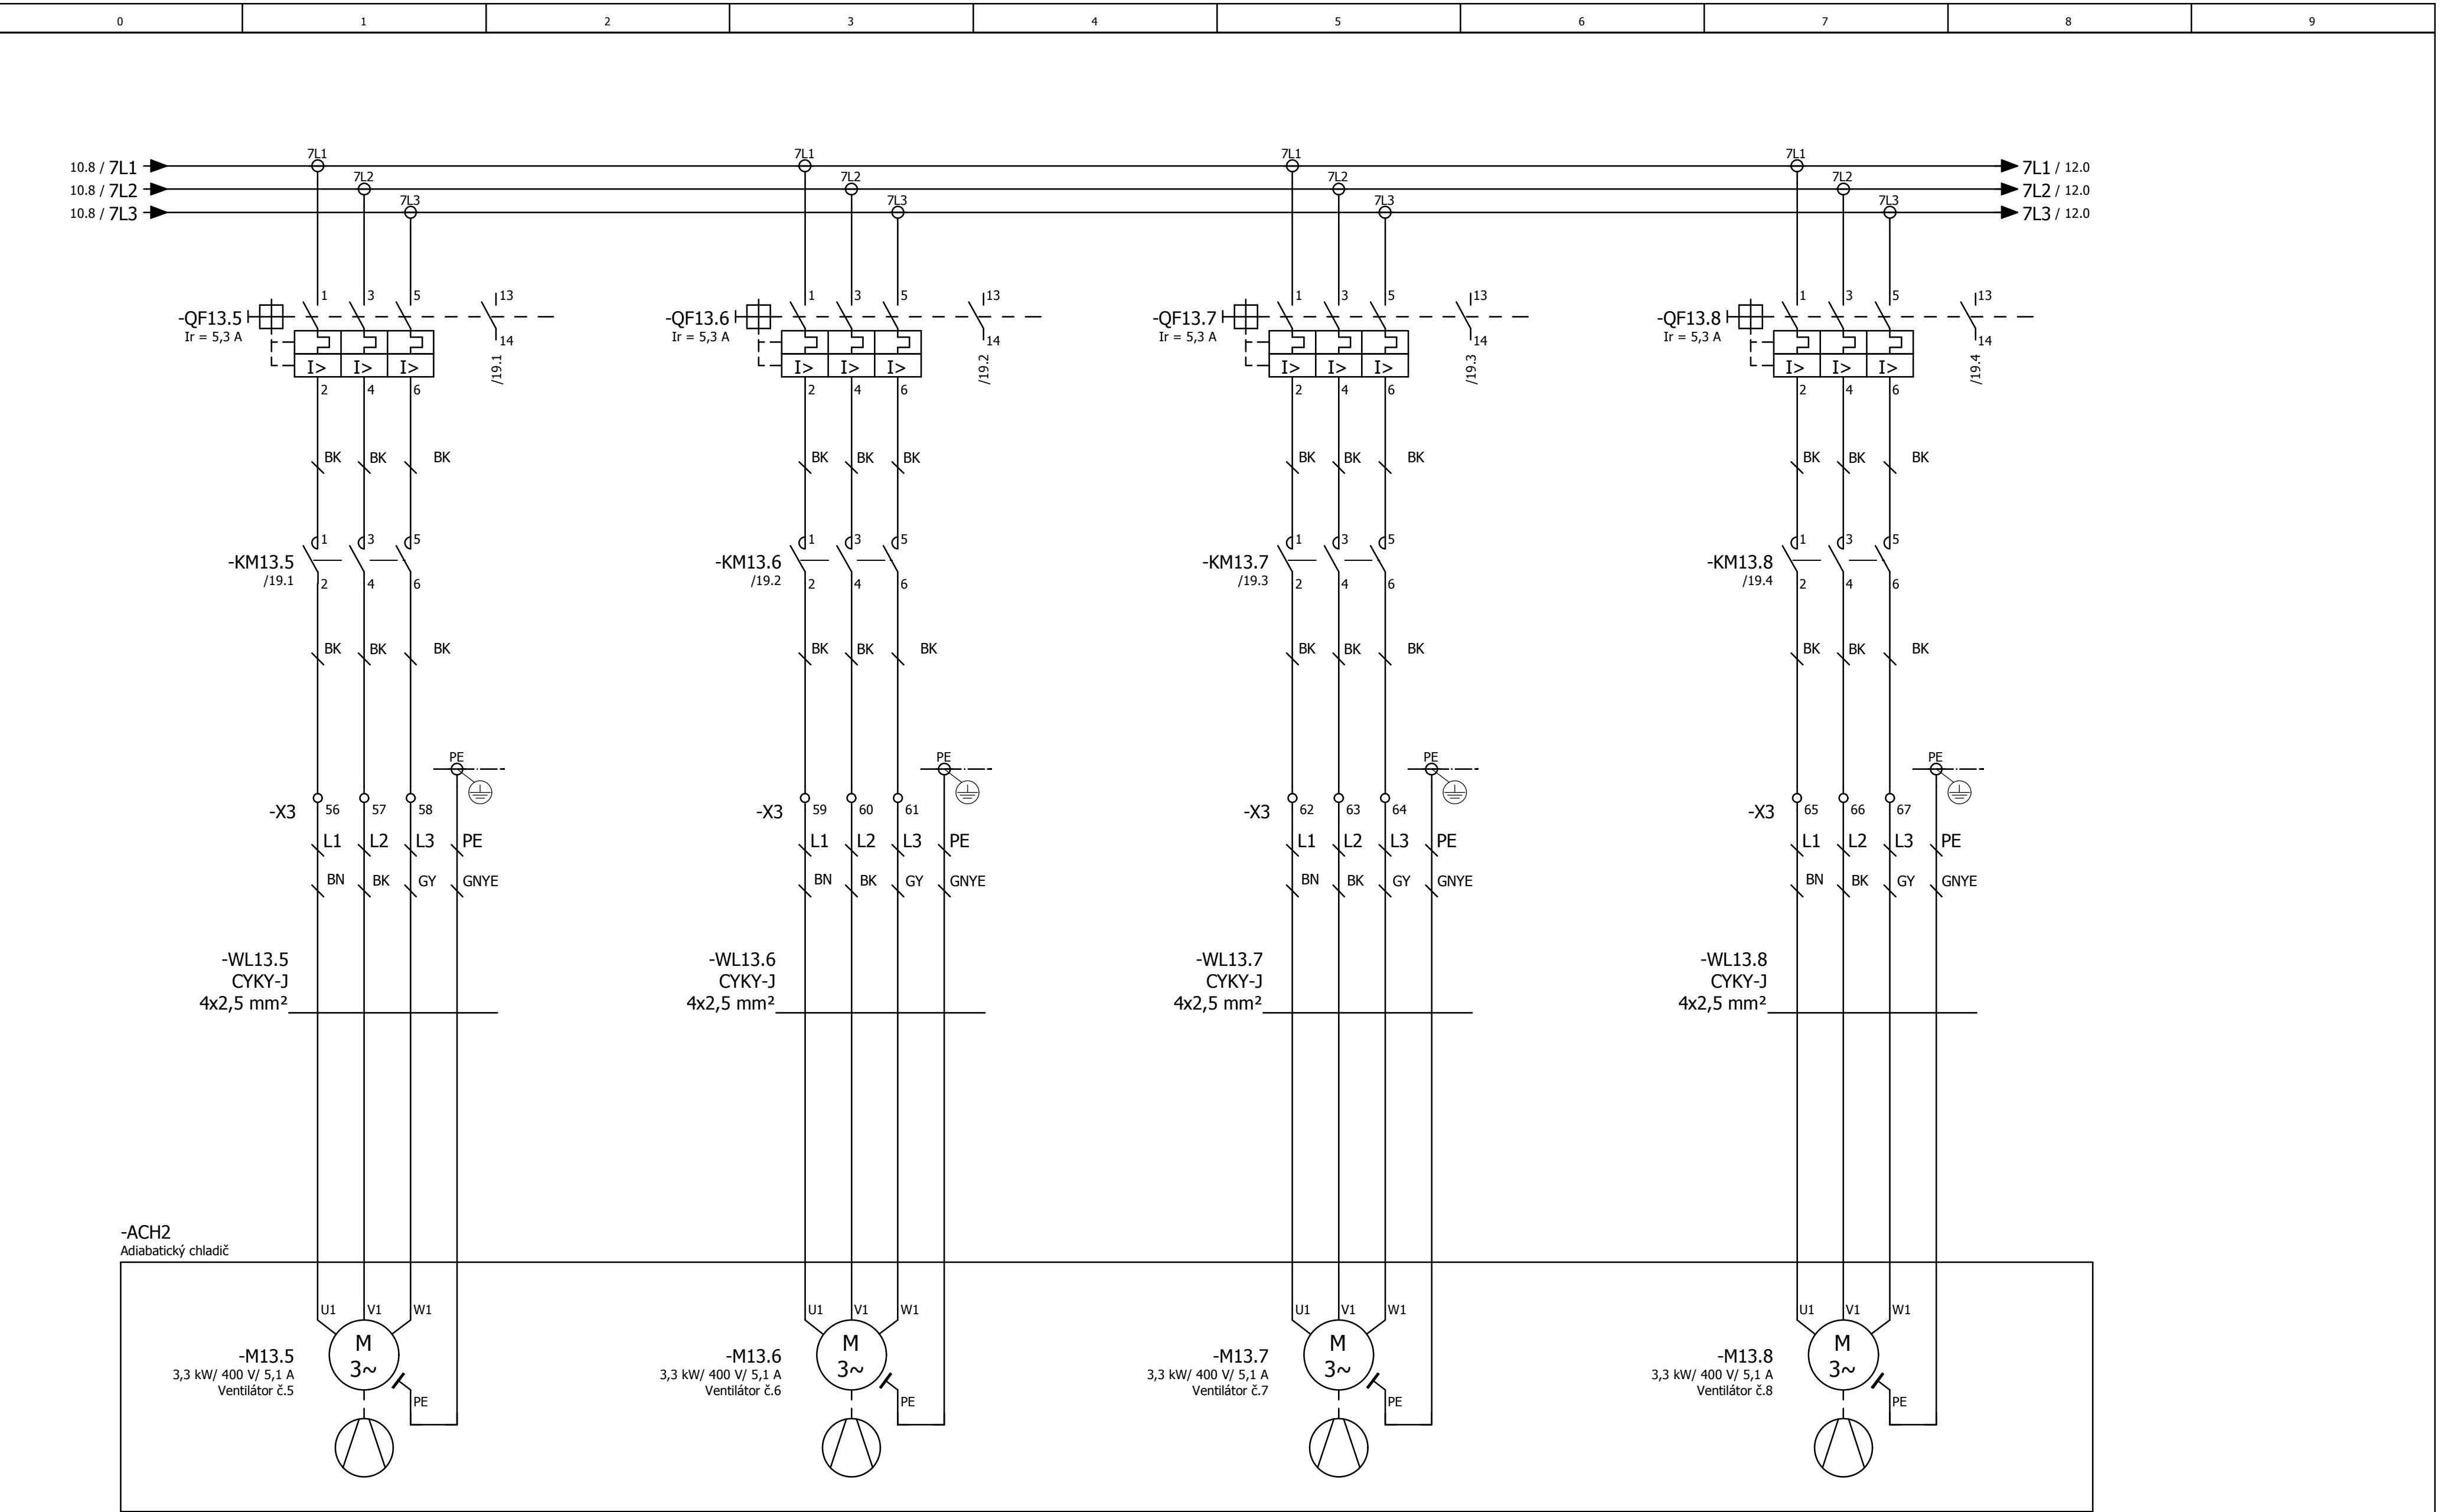 0 1 2 3 4 5 6 7 8 9
7L1 7L1 7L1 7L1
10.8 / 7L1 7L1 / 12.0
7L2 7L2 7L2 7L2
10.8 / 7L2 7L2 / 12.0
7L3 7L3 7L3 7L3
10.8 / 7L3 7L3 / 12.0
1 3 5 13 1 3 5 13 1 3 5 13 1 3 5 13
-QF13.5 -QF13.6 -QF13.7 -QF13.8
Ir = 5,3 A 14 Ir = 5,3 A 14 Ir = 5,3 A 14 Ir = 5,3 A 14
I> I> I> /19.1 I> I> I> /19.2 I> I> I> /19.3 I> I> I> /19.4
2 4 6 2 4 6 2 4 6 2 4 6
BK BK BK BK BK BK BK BK BK BK BK BK
1 3 5 1 3 5 1 3 5 1 3 5
-KM13.5 -KM13.6 -KM13.7 -KM13.8
/19.1 2 4 6 /19.2 2 4 6 /19.3 2 4 6 /19.4 2 4 6
BK BK BK BK BK BK BK BK BK BK BK BK
PE PE PE PE
-X3 56 57 58 -X3 59 60 61 -X3 62 63 64 -X3 65 66 67
L1 L2 L3 PE L1 L2 L3 PE L1 L2 L3 PE L1 L2 L3 PE
BN BK GY GNYE BN BK GY GNYE BN BK GY GNYE BN BK GY GNYE
-WL13.5 -WL13.6 -WL13.7 -WL13.8
CYKY-J CYKY-J CYKY-J CYKY-J
4x2,5 mm² 4x2,5 mm² 4x2,5 mm² 4x2,5 mm²
-ACH2
Adiabatický chladič
U1 V1 W1 U1 V1 W1 U1 V1 W1 U1 V1 W1
M M M M
-M13.5 3~ -M13.6 3~ -M13.7 3~ -M13.8 3~
3,3 kW/ 400 V/ 5,1 A 3,3 kW/ 400 V/ 5,1 A 3,3 kW/ 400 V/ 5,1 A 3,3 kW/ 400 V/ 5,1 A
Ventilátor č.5 Ventilátor č.6 Ventilátor č.7 Ventilátor č.8
PE PE PE PE